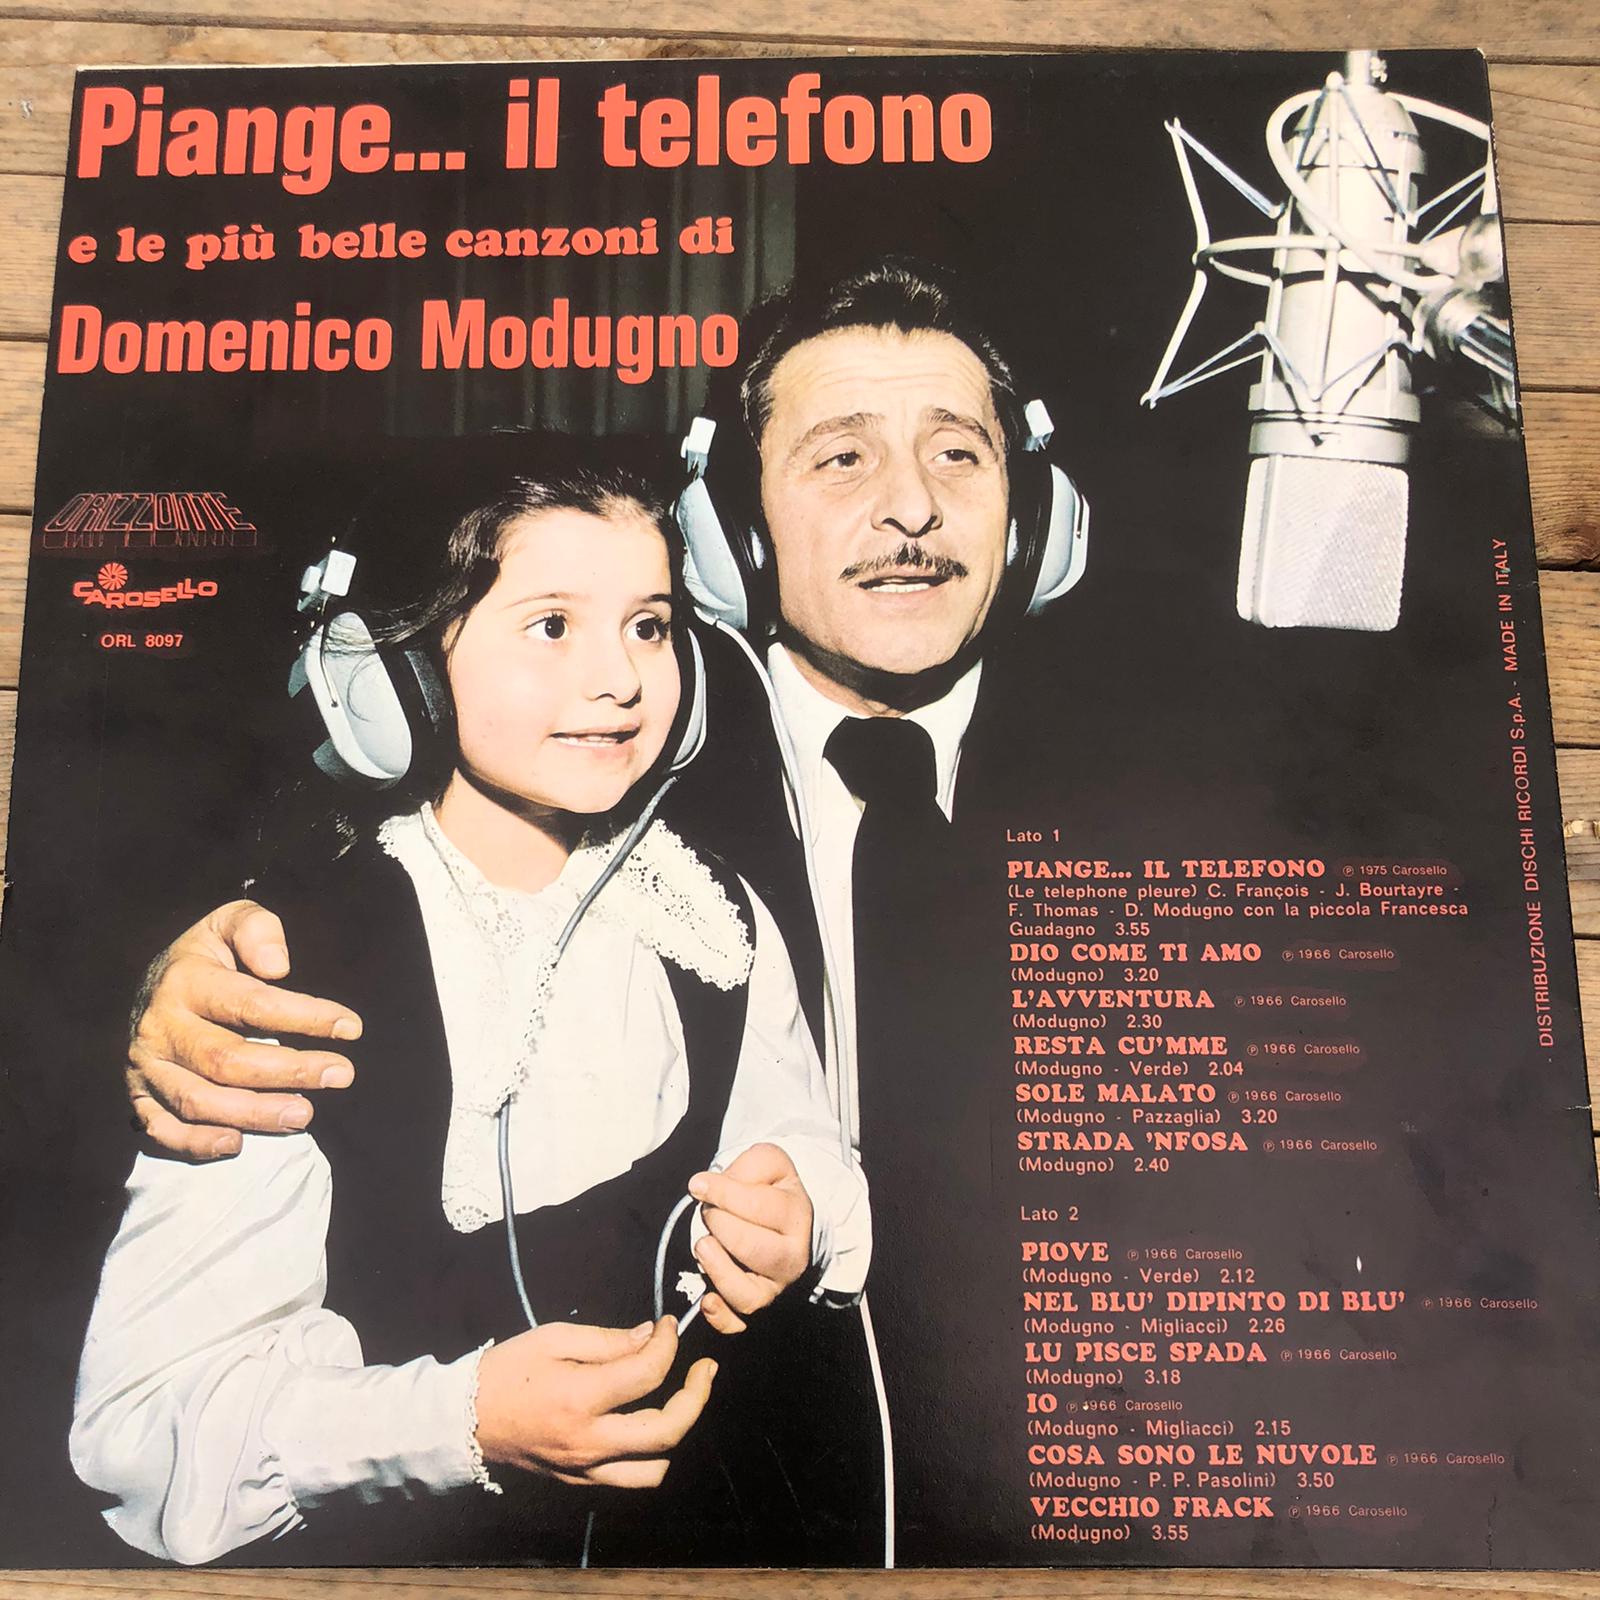 Piange... il telefono
e le più belle canzoni di
Domenico Modugno
ORIZZONTE
CAROSELLO
ORL 8097
Lato 1
PIANGE... IL TELEFONO ℗ 1975 Carosello
(Le telephone pleure) C. François - J. Bourtayre -
F. Thomas - D. Modugno con la piccola Francesca
Guadagno 3.55
DIO COME TI AMO ℗ 1966 Carosello
(Modugno) 3.20
L'AVVENTURA ℗ 1966 Carosello
(Modugno) 2.30
RESTA CU'MME ℗ 1966 Carosello
(Modugno - Verde) 2.04
SOLE MALATO ℗ 1966 Carosello
(Modugno - Pazzaglia) 3.20
STRADA 'NFOSA ℗ 1966 Carosello
(Modugno) 2.40
Lato 2
PIOVE ℗ 1966 Carosello
(Modugno - Verde) 2.12
NEL BLU' DIPINTO DI BLU' ℗ 1966 Carosello
(Modugno - Migliacci) 2.26
LU PISCE SPADA ℗ 1966 Carosello
(Modugno) 3.18
IO ℗ 1966 Carosello
(Modugno - Migliacci) 2.15
COSA SONO LE NUVOLE ℗ 1966 Carosello
(Modugno - P. P. Pasolini) 3.50
VECCHIO FRACK ℗ 1966 Carosello
(Modugno) 3.55
- DISTRIBUZIONE DISCHI RICORDI S.p.A. - MADE IN ITALY